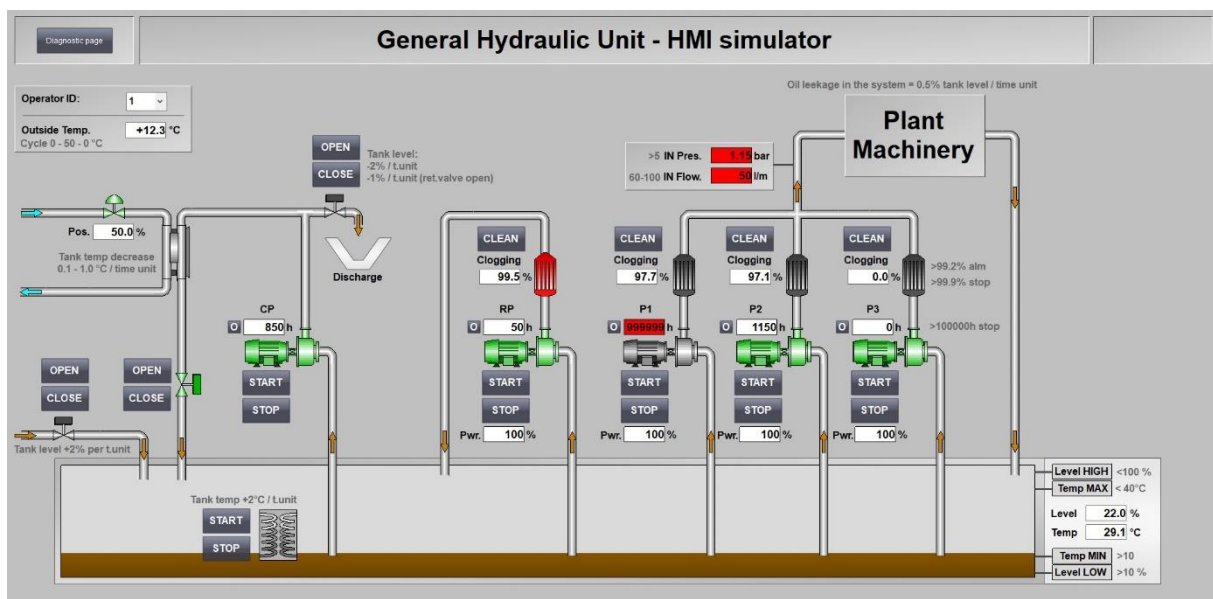 Diagnostic page
General Hydraulic Unit - HMI simulator
Operator ID: 1
Outside Temp. +12.3 °C
Cycle 0 - 50 - 0 °C
Oil leekage in the system = 0.5% tank level / time unit
Plant
Machinery
OPEN
CLOSE
Tank level:
-2% / t.unit
-1% / t.unit (ret.valve open)
>5 IN Pres. 1,15 bar
60-100 IN Flow. 50 l/m
Pos. 50.0 %
Tank temp decrease
0.1 - 1.0 °C / time unit
Discharge
CLEAN
Clogging
99.5 %
CLEAN
Clogging
97.7 %
CLEAN
Clogging
97.1 %
CLEAN
Clogging
0.0 %
>99.2% alm
>99.9% stop
CP
O 850 h
RP
O 50 h
P1
O 999999 h
P2
O 1150 h
P3
O 0 h
>100000h stop
OPEN
CLOSE
OPEN
CLOSE
START
STOP
START
STOP
Pwr. 100 %
START
STOP
Pwr. 100 %
START
STOP
Pwr. 100 %
START
STOP
Pwr. 100 %
Tank level +2% per t.unit
Tank temp +2°C / t.unit
START
STOP
Level HIGH <100 %
Temp MAX < 40°C
Level 22.0 %
Temp 29.1 °C
Temp MIN >10
Level LOW >10 %